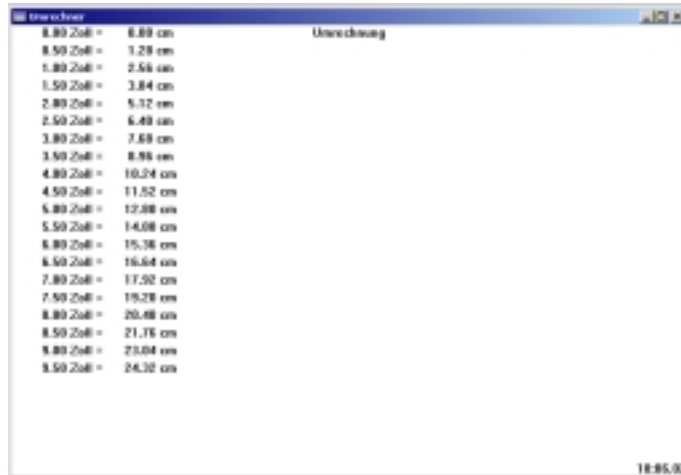 Umrechner
0.00 Zoll = 0.00 cm Umrechnung
0.50 Zoll = 1.28 cm
1.00 Zoll = 2.56 cm
1.50 Zoll = 3.84 cm
2.00 Zoll = 5.12 cm
2.50 Zoll = 6.40 cm
3.00 Zoll = 7.68 cm
3.50 Zoll = 8.96 cm
4.00 Zoll = 10.24 cm
4.50 Zoll = 11.52 cm
5.00 Zoll = 12.80 cm
5.50 Zoll = 14.08 cm
6.00 Zoll = 15.36 cm
6.50 Zoll = 16.64 cm
7.00 Zoll = 17.92 cm
7.50 Zoll = 19.20 cm
8.00 Zoll = 20.48 cm
8.50 Zoll = 21.76 cm
9.00 Zoll = 23.04 cm
9.50 Zoll = 24.32 cm